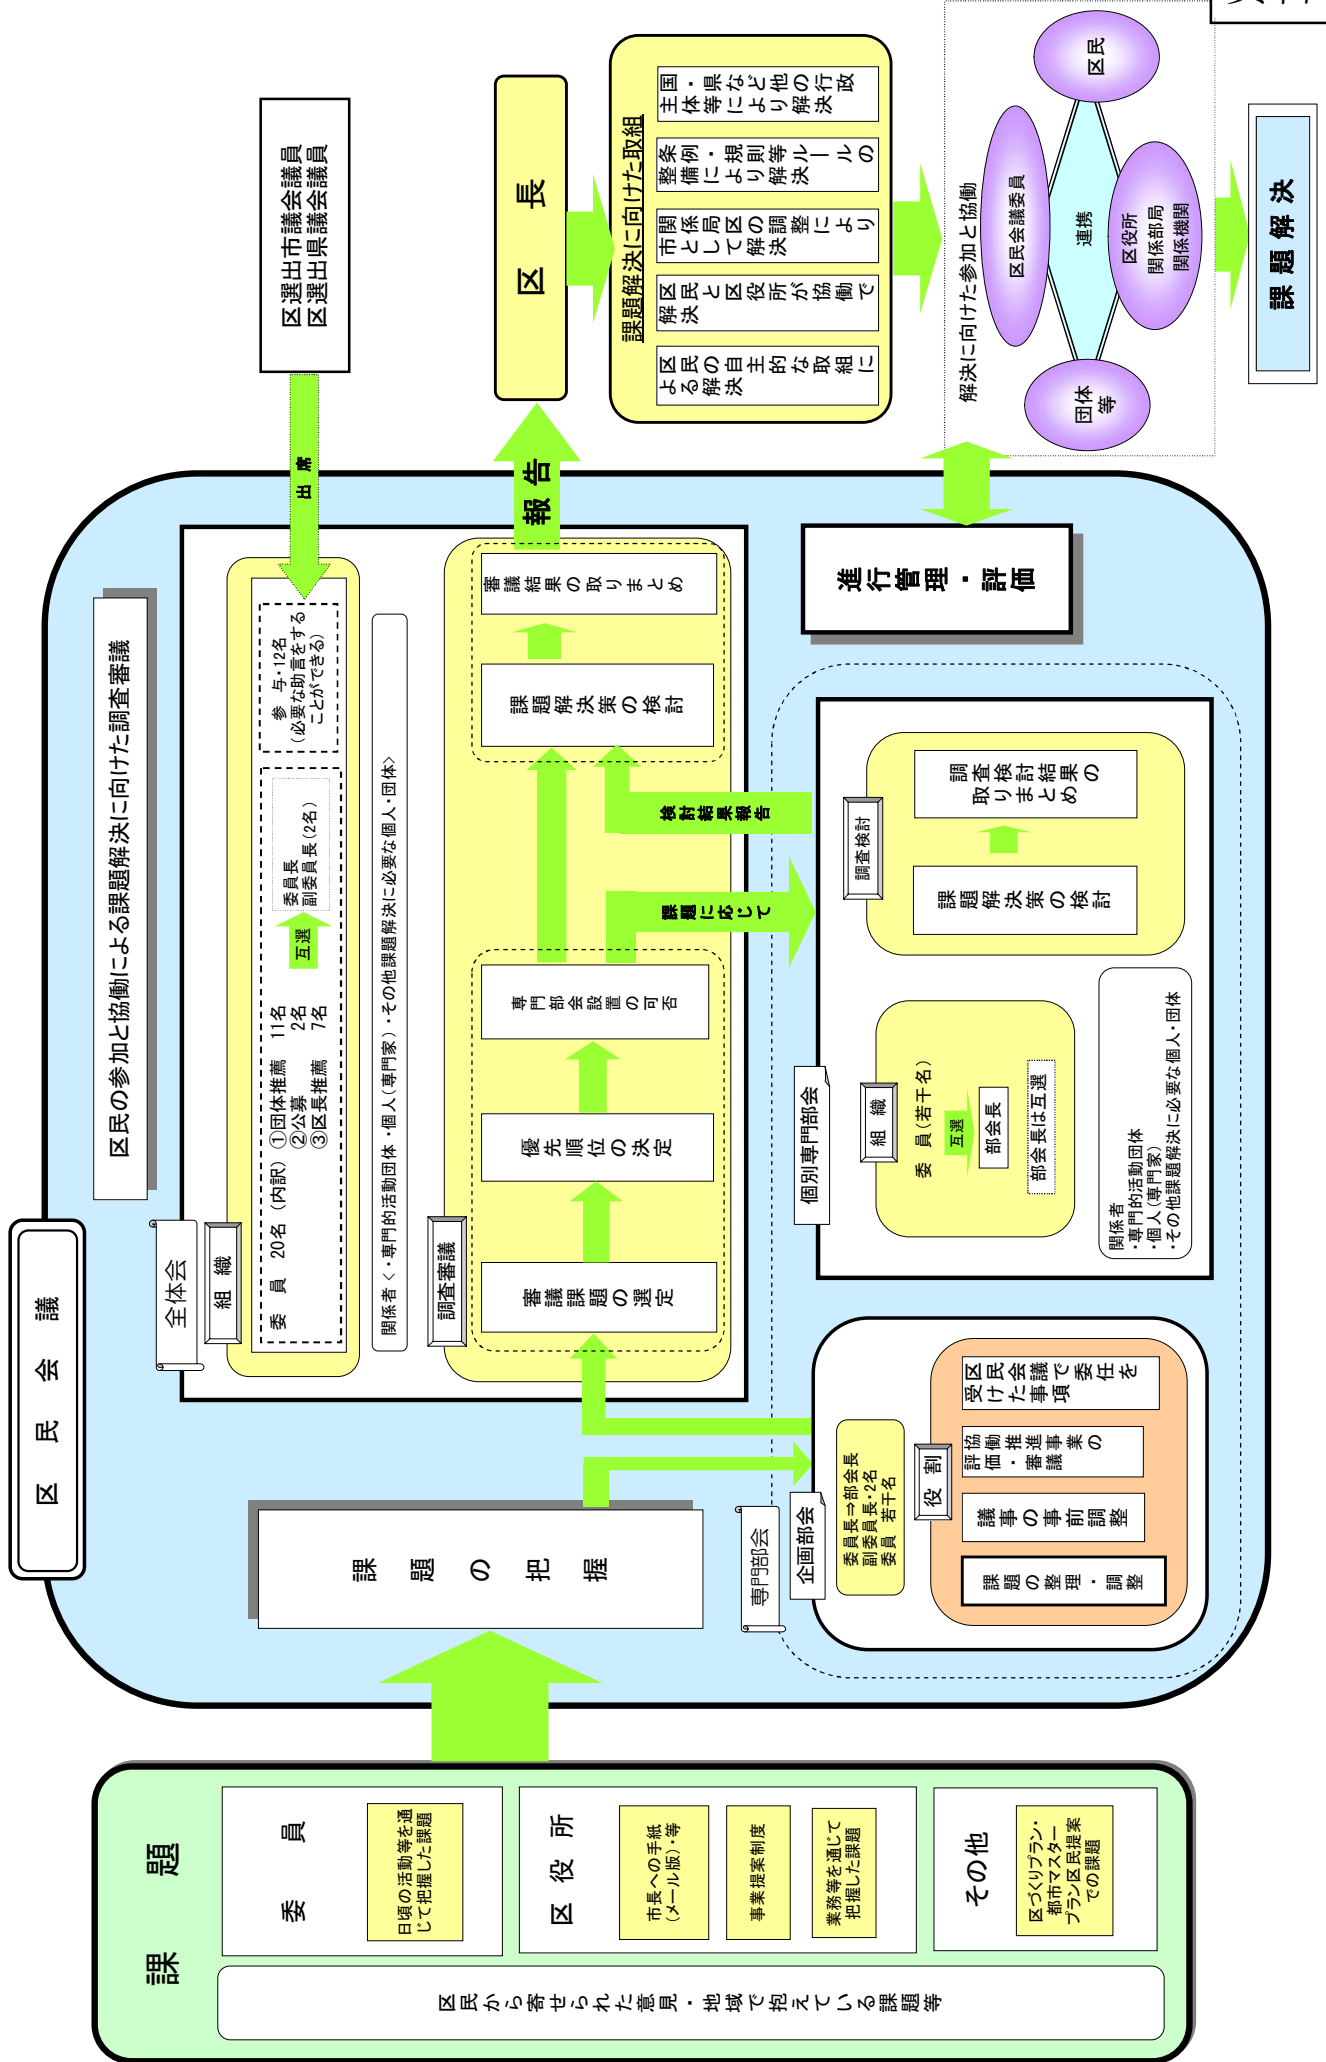 区民会議
課題
区民から寄せられた意見・地域で抱えている課題等
委員
日頃の活動等を通
じて把握した課題
区役所
市長への手紙
(メール版)・等
事業提案制度
業務等を通じて
把握した課題
その他
区づくりプラン・
都市マスター
プラン区民提案
での課題
区民の参加と協働による課題解決に向けた調査審議
課題の把握
全体会
組織
委員 20名 (内訳) ①団体推薦 11名
②公募 2名
③区長推薦 7名
互選
委員長
副委員長(2名)
参 与・12名
(必要な助言をする
ことができる)
出席
区選出市議会議員
区選出県議会議員
関係者<・専門的活動団体・個人(専門家)・その他課題解決に必要な個人・団体>
調査審議
審議課題の選定
優先順位の決定
専門部会設置の可否
課題解決策の検討
審議結果の取りまとめ
課題に応じて
検討結果報告
報告
区長
課題解決に向けた取組
区民の自主的な取組に
よる解決
区民と区役所が協働で
解決
関係局区の調整により
市として解決
条例・規則等ルールの
整備により解決
国・県など他の行政
主体等により解決
専門部会
企画部会
委員長⇒部会長
副委員長・2名
委員 若干名
役割
課題の整理・調整
議事の事前調整
協働推進事業の
評価・審議
区民会議で委任を
受けた事項
個別専門部会
組織
委 員(若干名)
互選
部会長
部会長は互選
関係者
・専門的活動団体
・個人(専門家)
・その他課題解決に必要な個人・団体
調査検討
課題解決策の検討
調査検討結果の
取りまとめ
進行管理・評価
解決に向けた参加と協働
区民会議委員
団体
等
連携
区民
区役所
関係部局
関係機関
課題解決